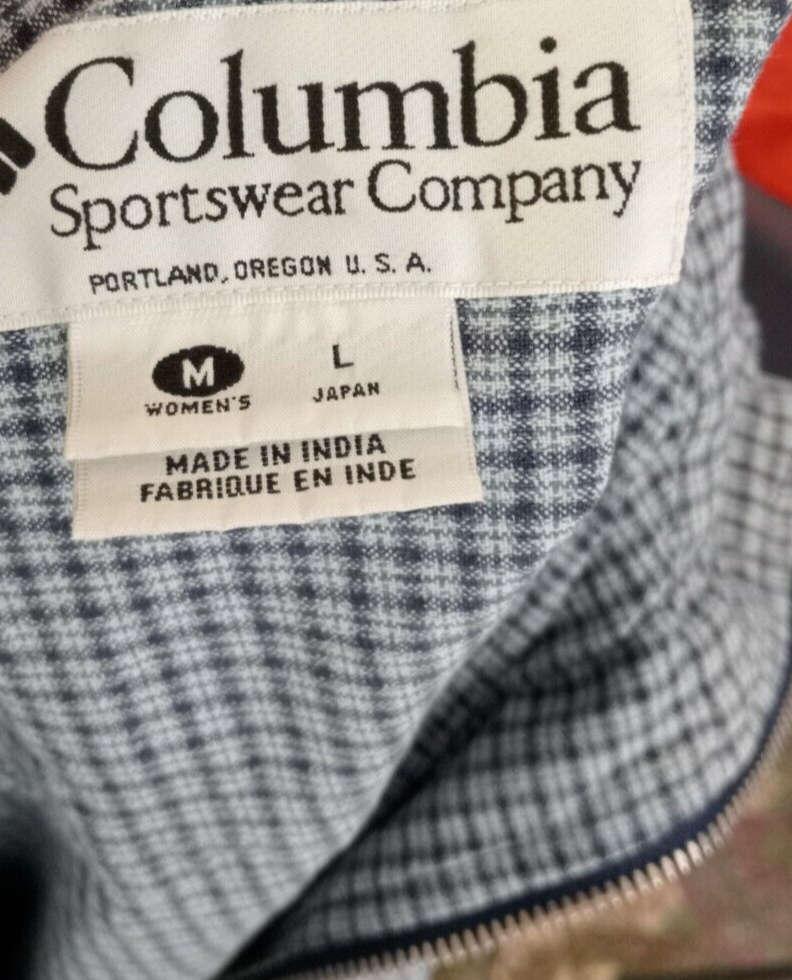 Columbia
Sportswear Company
PORTLAND, OREGON U. S. A.
M L
WOMEN'S JAPAN
MADE IN INDIA
FABRIQUE EN INDE